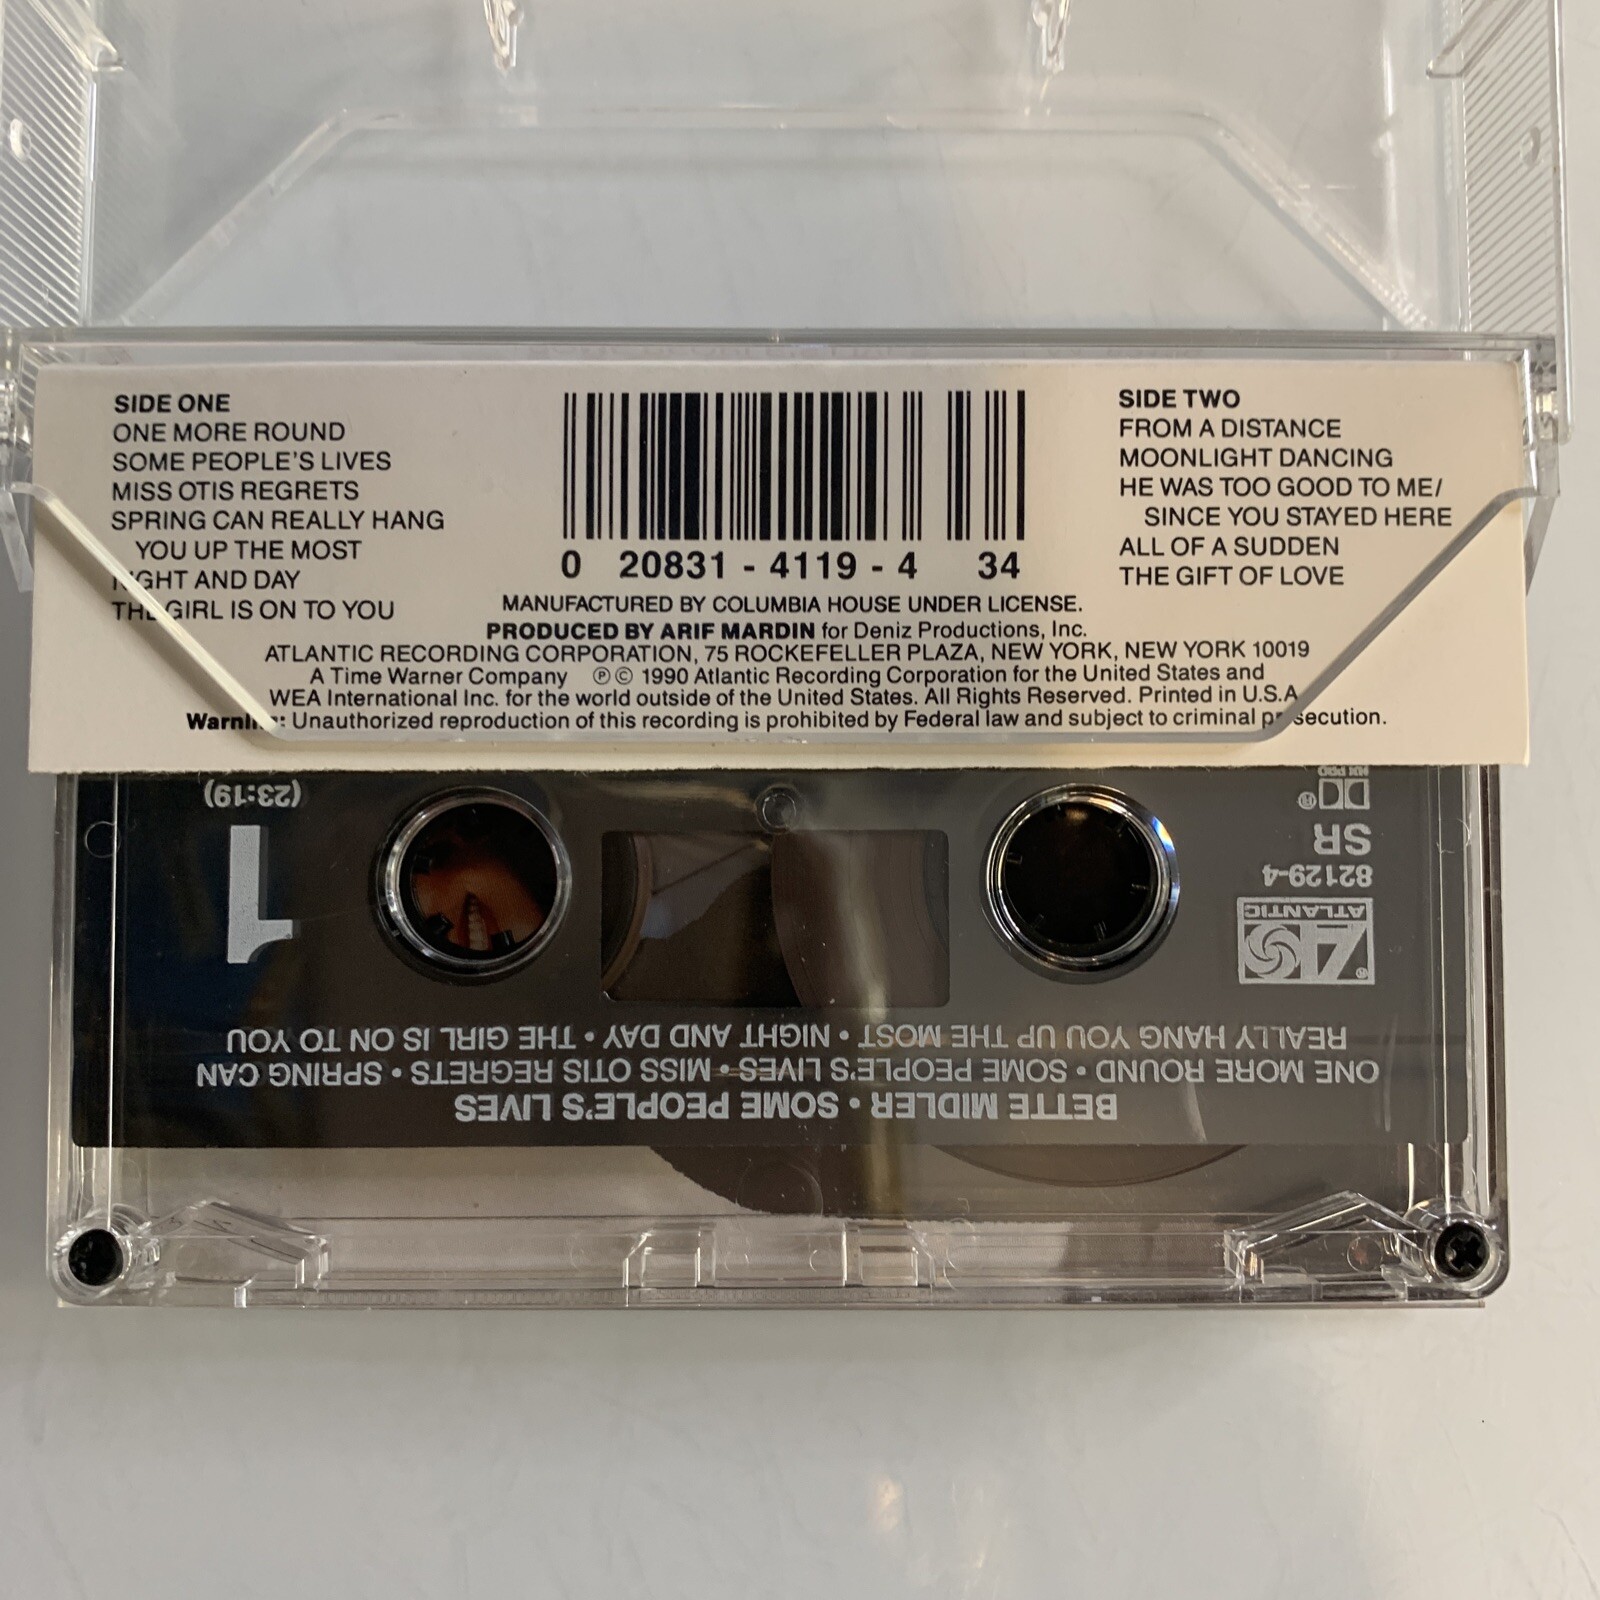 SIDE ONE
ONE MORE ROUND
SOME PEOPLE'S LIVES
MISS OTIS REGRETS
SPRING CAN REALLY HANG
YOU UP THE MOST
NIGHT AND DAY
THE GIRL IS ON TO YOU
0 20831 - 4119 - 4 34
SIDE TWO
FROM A DISTANCE
MOONLIGHT DANCING
HE WAS TOO GOOD TO ME/
SINCE YOU STAYED HERE
ALL OF A SUDDEN
THE GIFT OF LOVE
MANUFACTURED BY COLUMBIA HOUSE UNDER LICENSE.
PRODUCED BY ARIF MARDIN for Deniz Productions, Inc.
ATLANTIC RECORDING CORPORATION, 75 ROCKEFELLER PLAZA, NEW YORK, NEW YORK 10019
A Time Warner Company ℗© 1990 Atlantic Recording Corporation for the United States and
WEA International Inc. for the world outside of the United States. All Rights Reserved. Printed in U.S.A.
Warning: Unauthorized reproduction of this recording is prohibited by Federal law and subject to criminal prosecution.
BETTE MIDLER • SOME PEOPLE'S LIVES
ONE MORE ROUND • SOME PEOPLE'S LIVES • MISS OTIS REGRETS • SPRING CAN
REALLY HANG YOU UP THE MOST • NIGHT AND DAY • THE GIRL IS ON TO YOU
ATLANTIC
82129-4
SR
HX PRO
1
(23:19)